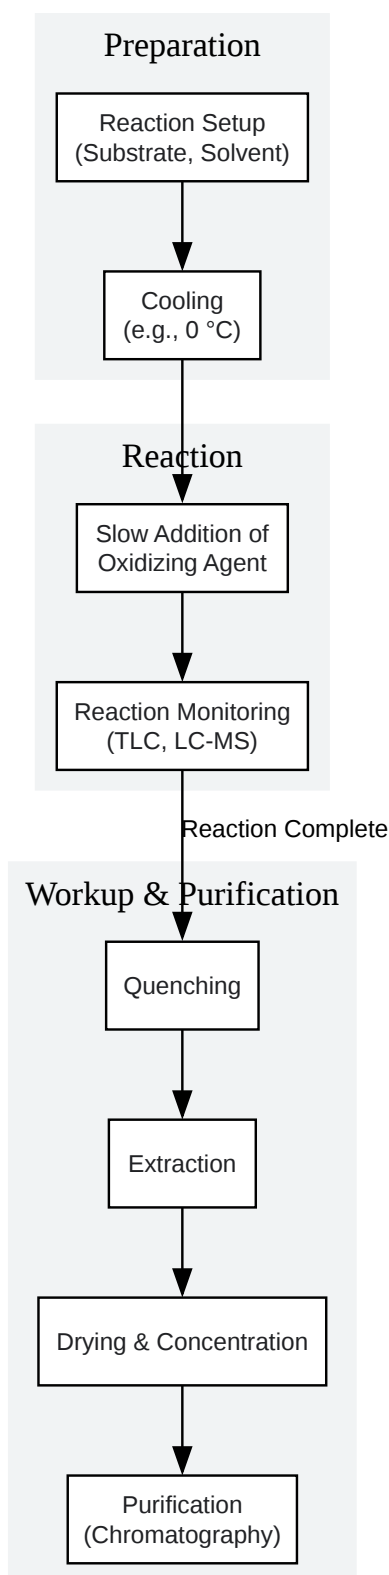 Preparation
Reaction Setup
(Substrate, Solvent)
Cooling
(e.g., 0 °C)
Reaction
Slow Addition of
Oxidizing Agent
Reaction Monitoring
(TLC, LC-MS)
Reaction Complete
Workup & Purification
Quenching
Extraction
Drying & Concentration
Purification
(Chromatography)